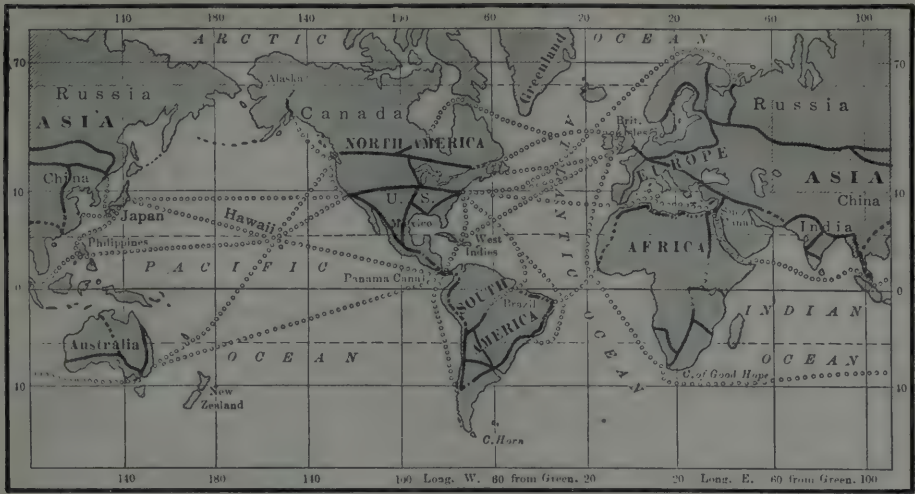 110 180 140 100 60 20 20 60 100
ARCTIC OCEAN
70 70
Greenland
Alaska
Russia Canada Russia
ASIA
Brit.
NORTH AMERICA
EUROPE
ATLANTIC OCEAN
China ASIA
40 U. S. China
Japan Hawaii India
Philippines West Indies
AFRICA
PACIFIC OCEAN
Panama Canal
0 0
SOUTH AMERICA
Brazil
INDIAN OCEAN
Australia
C. of Good Hope
40 40
New
Zealand
C. Horn
140 180 140 100 Long. W. 60 from Green. 20 20 Long. E. 60 from Green. 100